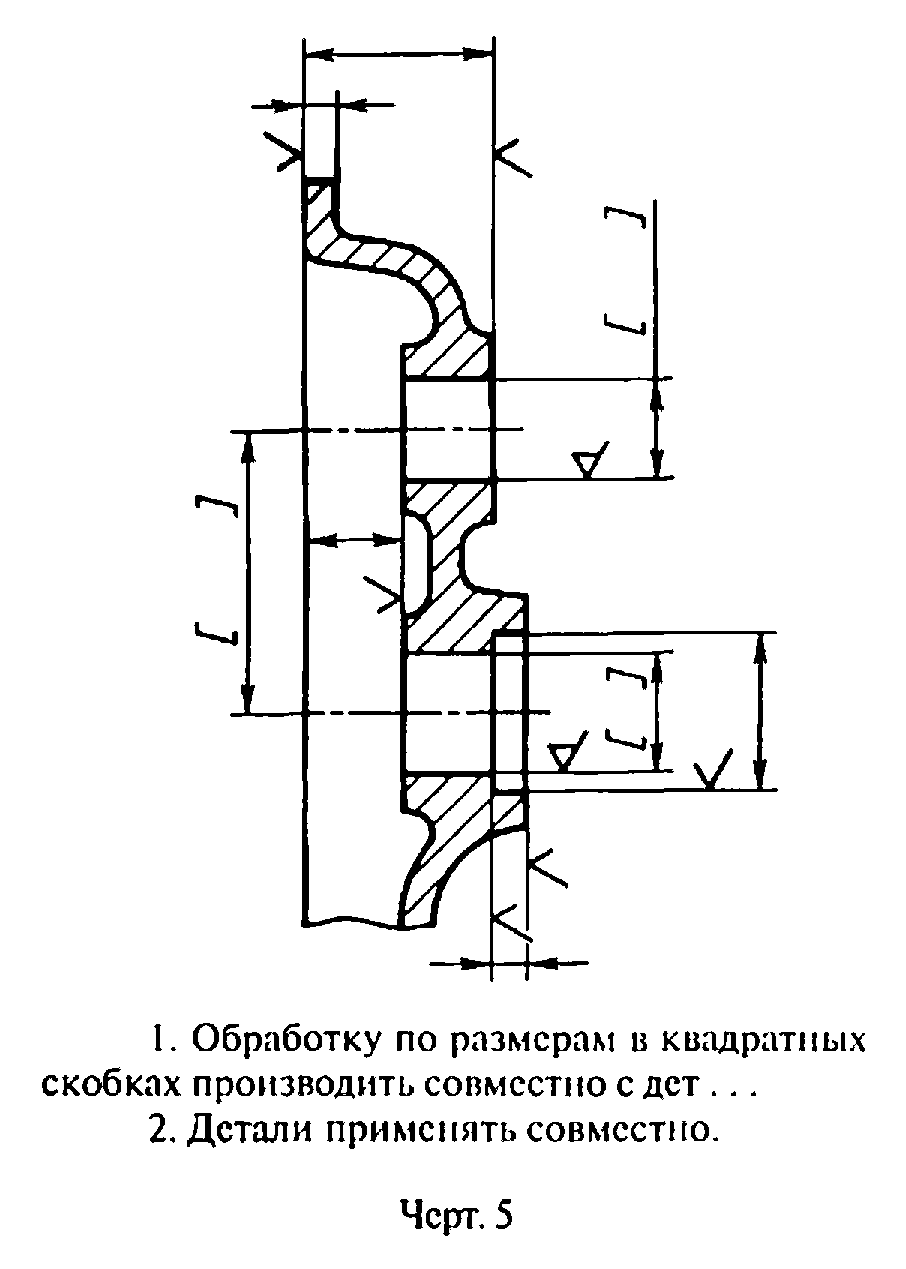 [ ]
[ ]
[ ]
1. Обработку по размерам в квадратных
скобках производить совместно с дет . . .
2. Детали применять совместно.
Черт. 5